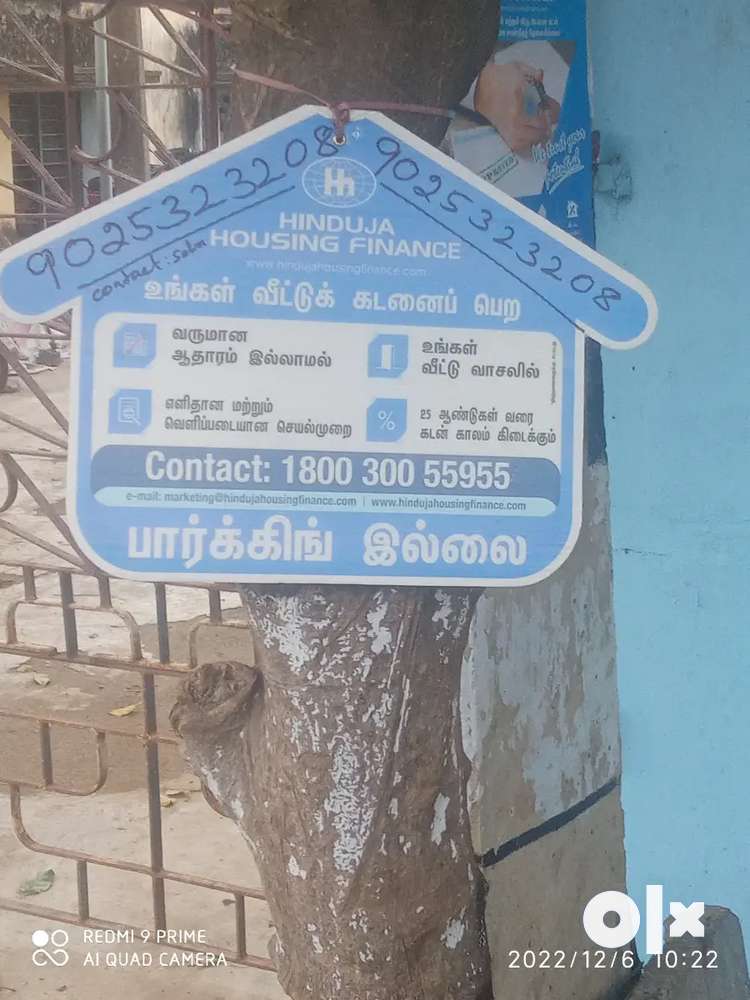 9025323208
contact: salu
9025323208
HINDUJA
HOUSING FINANCE
www.hindujahousingfinance.com
உங்கள் வீட்டுக் கடனைப் பெற
வருமான
ஆதாரம் இல்லாமல்
உங்கள்
வீட்டு வாசலில்
எளிதான மற்றும்
வெளிப்படையான செயல்முறை
%
25 ஆண்டுகள் வரை
கடன் காலம் கிடைக்கும்
Contact: 1800 300 55955
e-mail: marketing@hindujahousingfinance.com | www.hindujahousingfinance.com
பார்க்கிங் இல்லை
REDMI 9 PRIME
AI QUAD CAMERA
olx
2022/12/6 10:22